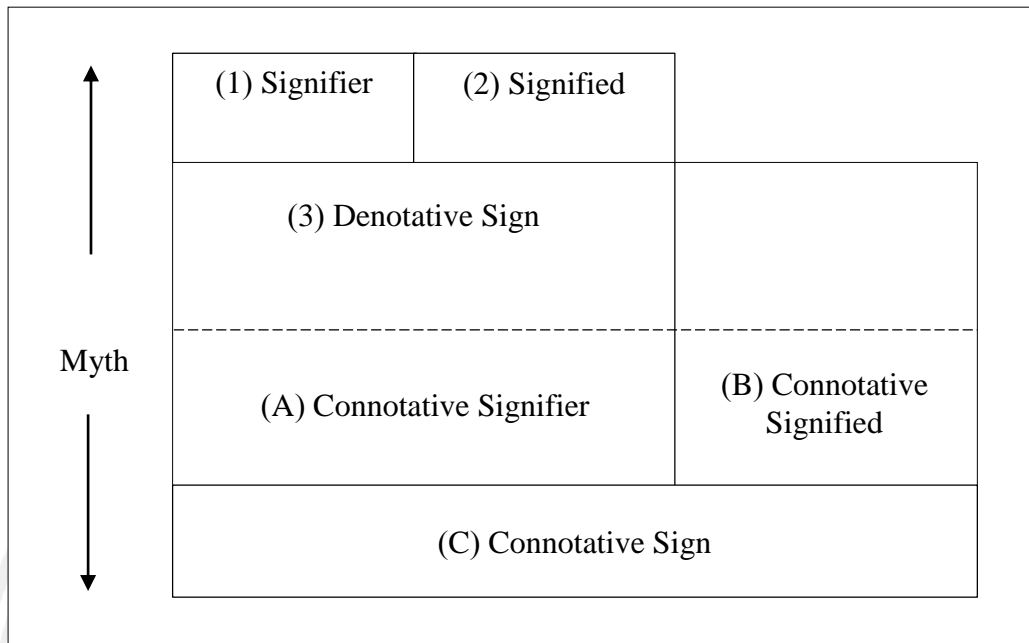 (1) Signifier
(2) Signified
(3) Denotative Sign
Myth
(A) Connotative Signifier
(B) Connotative
Signified
(C) Connotative Sign